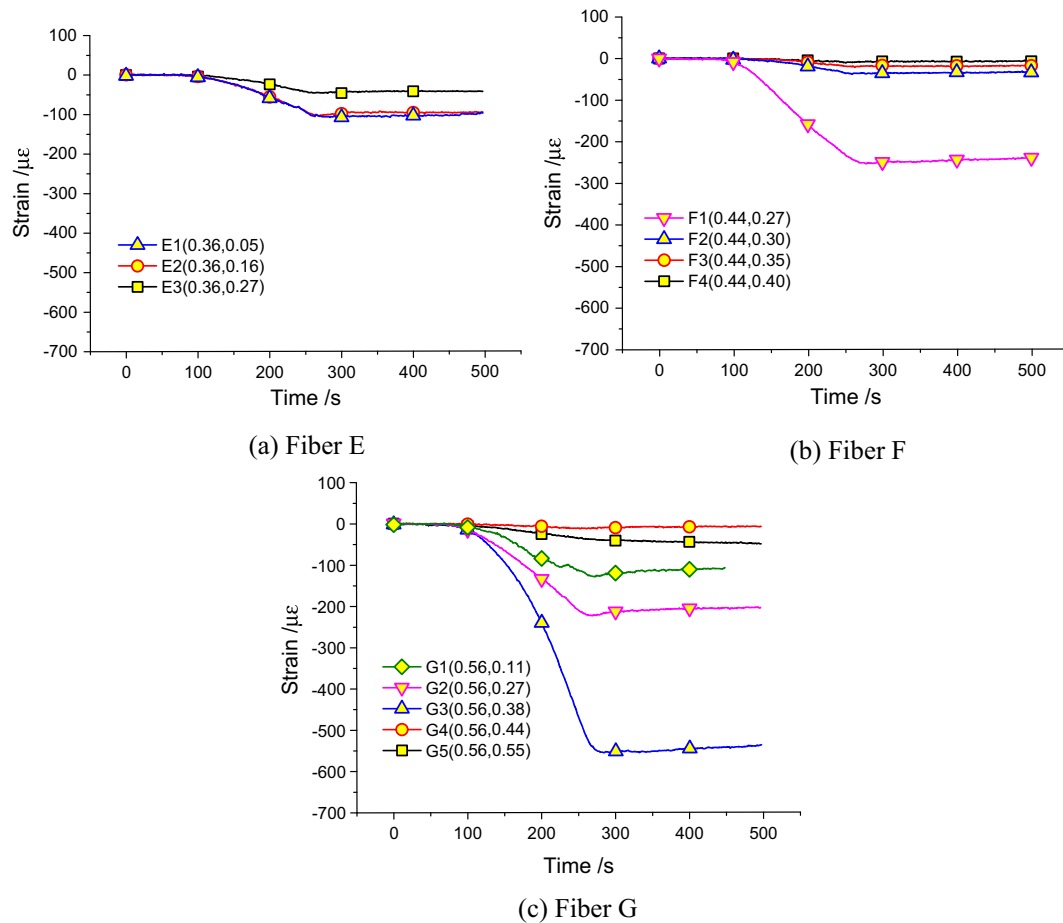 100
0
-100
-200
-300
-400
-500
-600
-700
Strain /με
E1(0.36,0.05)
E2(0.36,0.16)
E3(0.36,0.27)
0 100 200 300 400 500
Time /s
(a) Fiber E
100
0
-100
-200
-300
-400
-500
-600
-700
Strain /με
F1(0.44,0.27)
F2(0.44,0.30)
F3(0.44,0.35)
F4(0.44,0.40)
0 100 200 300 400 500
Time /s
(b) Fiber F
100
0
-100
-200
-300
-400
-500
-600
-700
Strain /με
G1(0.56,0.11)
G2(0.56,0.27)
G3(0.56,0.38)
G4(0.56,0.44)
G5(0.56,0.55)
0 100 200 300 400 500
Time /s
(c) Fiber G